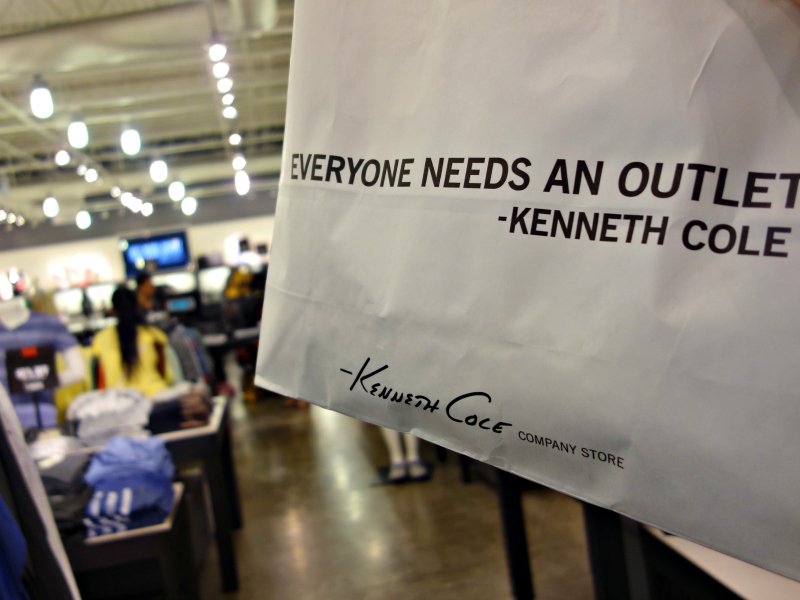 EVERYONE NEEDS AN OUTLET
-KENNETH COLE
-KENNETH COLE COMPANY STORE